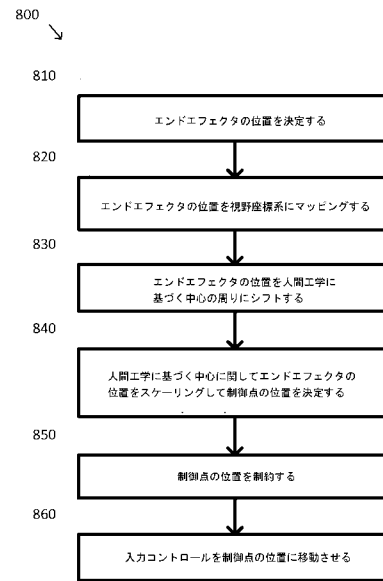 800
810
エンドエフェクタの位置を決定する
820
エンドエフェクタの位置を視野座標系にマッピングする
830
エンドエフェクタの位置を人間工学に
基づく中心の周りにシフトする
840
人間工学に基づく中心に関してエンドエフェクタの
位置をスケーリングして制御点の位置を決定する
850
制御点の位置を制約する
860
入力コントロールを制御点の位置に移動させる